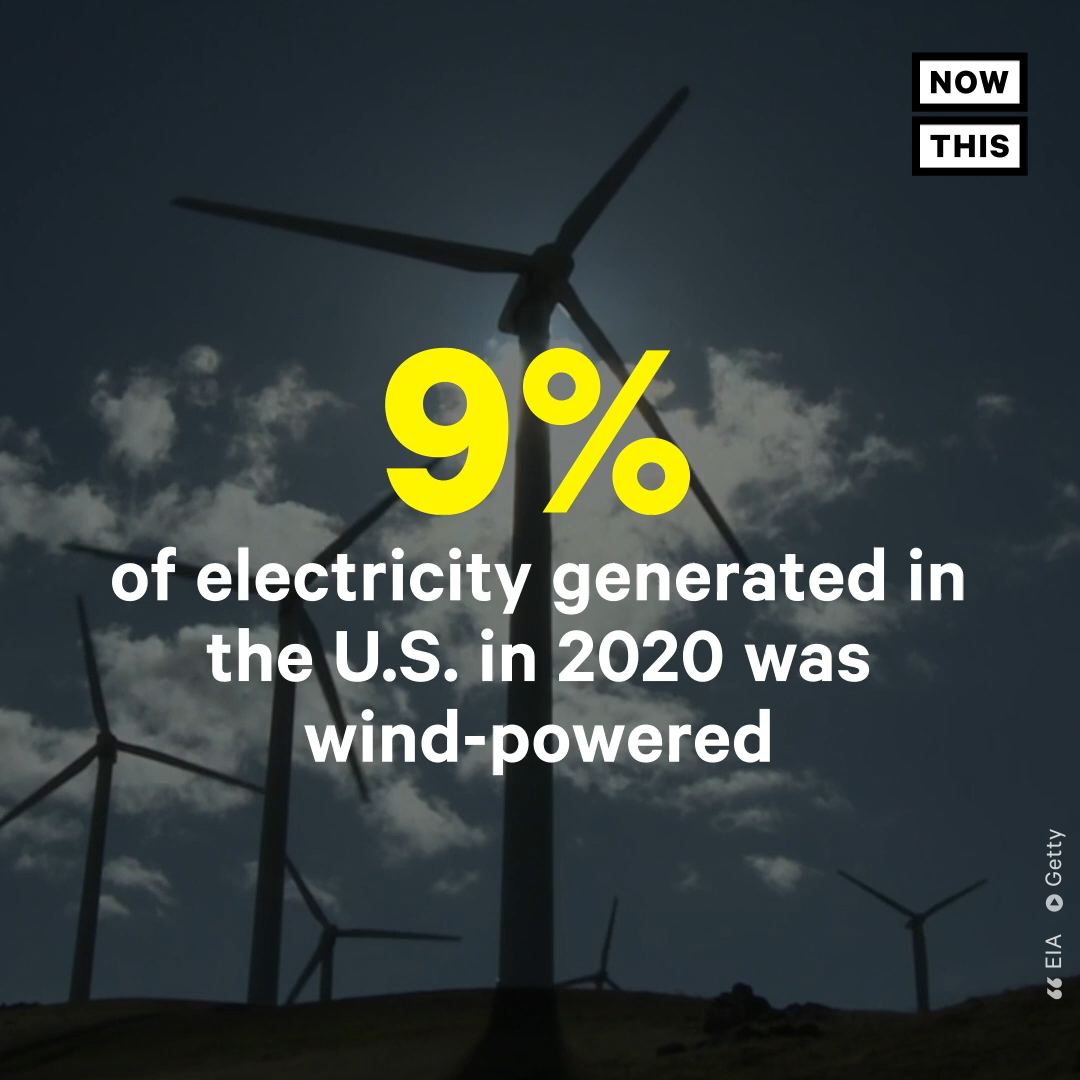 NOW
THIS
9%
of electricity generated in
the U.S. in 2020 was
wind-powered
EIA Getty